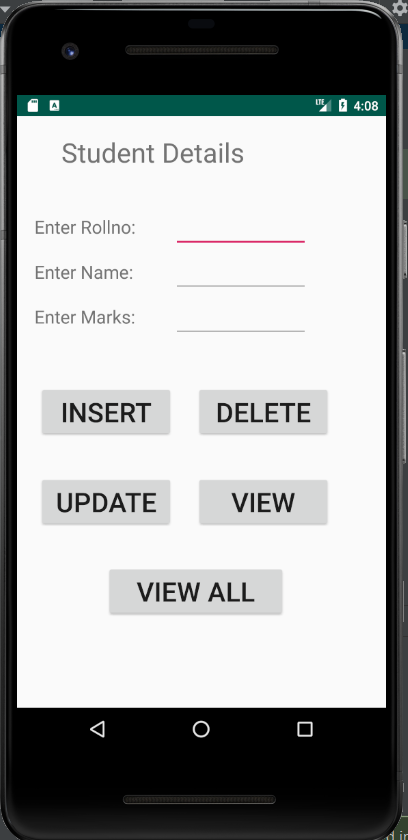 LTE 4:08
Student Details
Enter Rollno:
Enter Name:
Enter Marks:
INSERT DELETE
UPDATE VIEW
VIEW ALL